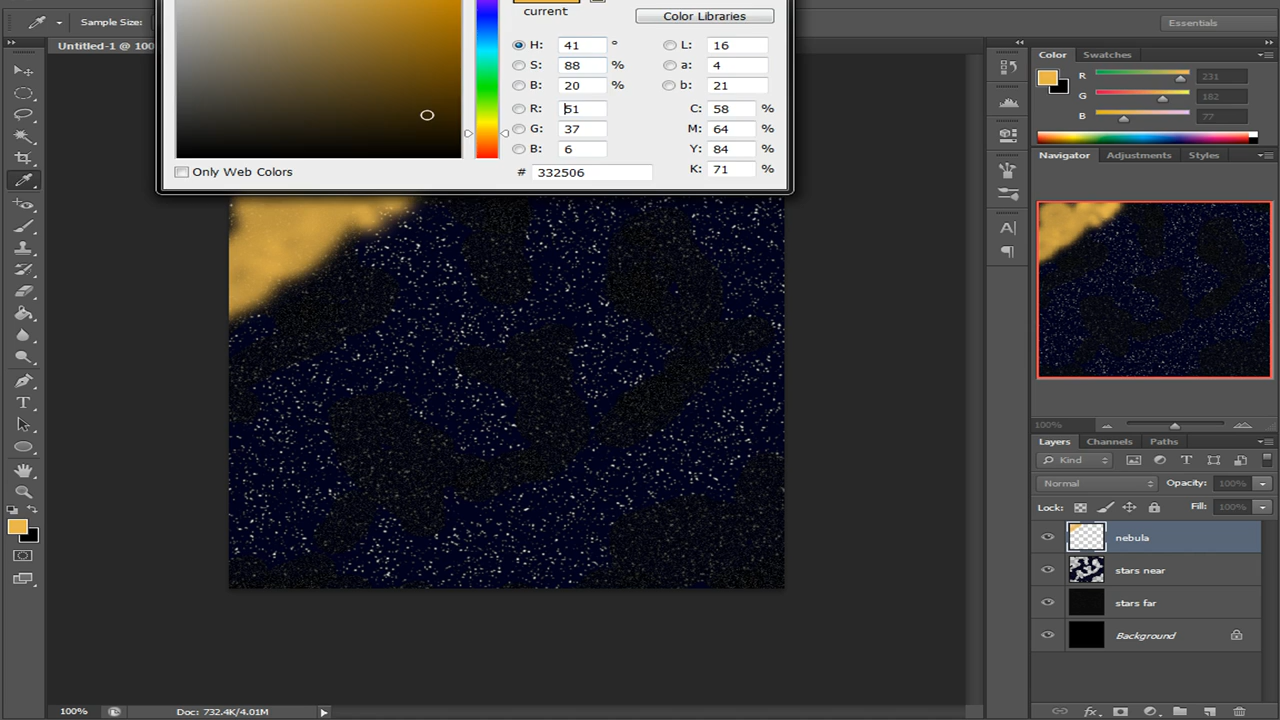 Sample Size:
Essentials
Untitled-1 @ 100
current
Color Libraries
H: 41 °
S: 88 %
B: 20 %
R: 51
G: 37
B: 6
L: 16
a: 4
b: 21
C: 58 %
M: 64 %
Y: 84 %
K: 71 %
Only Web Colors
# 332506
Color Swatches
R 231
G 182
B 77
Navigator Adjustments Styles
100%
Layers Channels Paths
Kind
Normal Opacity: 100%
Lock: Fill: 100%
nebula
stars near
stars far
Background
100% Doc: 732.4K/4.01M